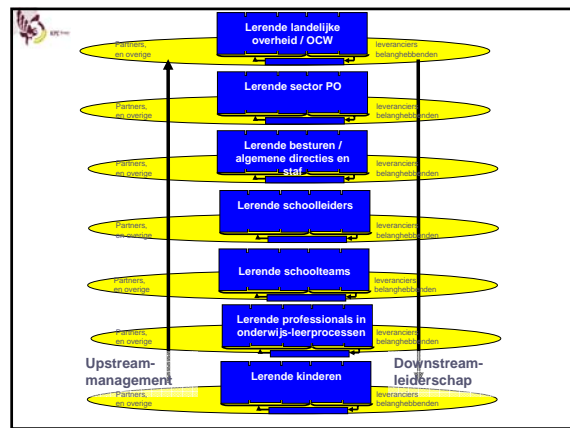 KPC Groep
Lerende landelijke
overheid / OCW
Partners,
en overige
leveranciers
belanghebbenden
Lerende sector PO
Partners,
en overige
leveranciers
belanghebbenden
Lerende besturen /
algemene directies en
staf
Partners,
en overige
leveranciers
belanghebbenden
Lerende schoolleiders
Partners,
en overige
leveranciers
belanghebbenden
Lerende schoolteams
Partners,
en overige
leveranciers
belanghebbenden
Lerende professionals in
onderwijs-leerprocessen
Partners,
en overige
leveranciers
belanghebbenden
Upstream-
management
Downstream-
leiderschap
Lerende kinderen
Partners,
en overige
leveranciers
belanghebbenden